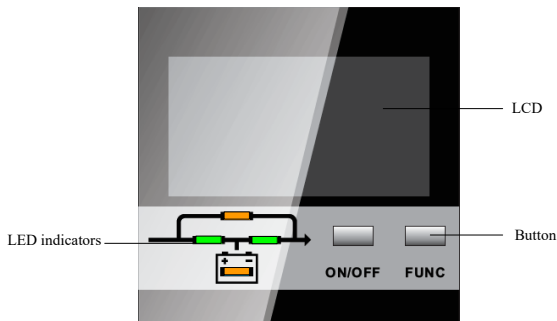 LCD
LED indicators
Button
+ −
ON/OFF FUNC